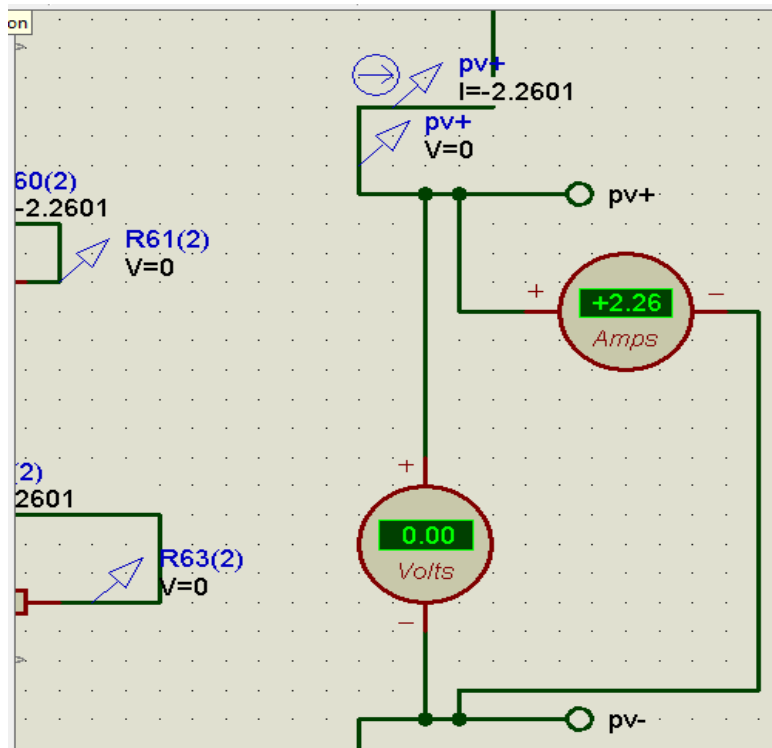 on
pv+
I=-2.2601
pv+
V=0
60(2)
-2.2601
R61(2)
V=0
pv+
+
−
+2.26
Amps
(2)
2601
+
0.00
Volts
−
R63(2)
V=0
pv-